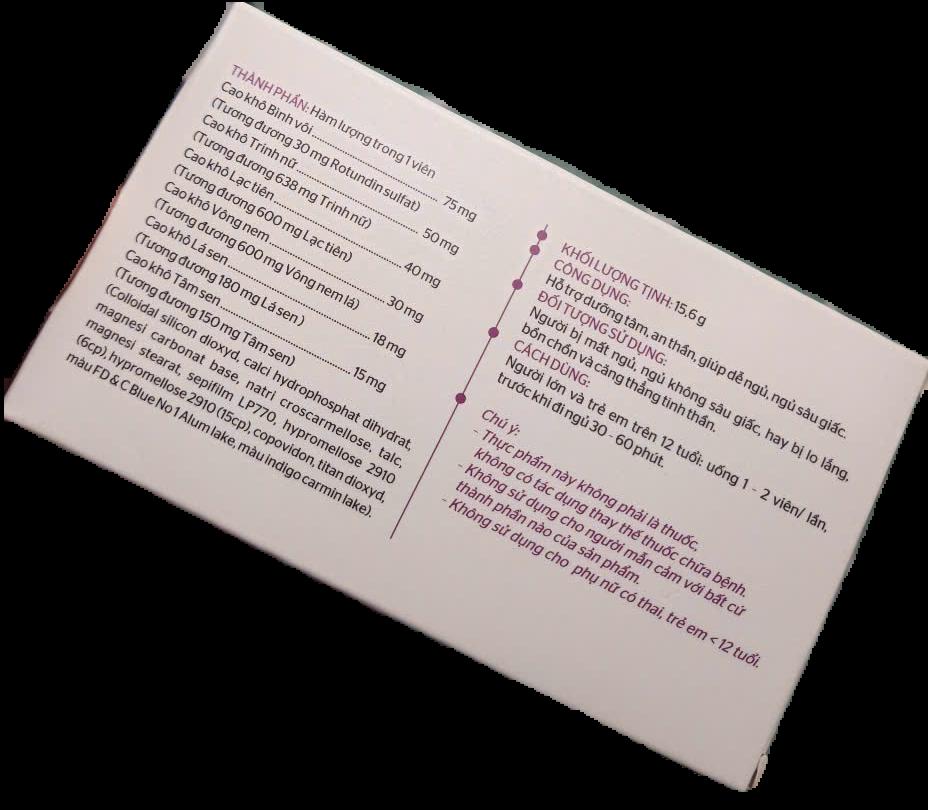 THÀNH PHẦN: Hàm lượng trong 1 viên
Cao khô Bình vôi.............. 75 mg
(Tương đương 30 mg Rotundin sulfat)
Cao khô Trinh nữ.............. 50 mg
(Tương đương 638 mg Trinh nữ)
Cao khô Lạc tiên.............. 40 mg
(Tương đương 600 mg Lạc tiên)
Cao khô Vông nem.............. 30 mg
(Tương đương 600 mg Vông nem lá)
Cao khô Lá sen.............. 18 mg
(Tương đương 180 mg Lá sen )
Cao khô Tâm sen.............. 15 mg
(Tương đương 150 mg Tâm sen)
(Colloidal silicon dioxyd, calci hydrophosphat dihydrat,
magnesi carbonat base, natri croscarmellose, talc,
magnesi stearat, sepifilm LP770, hypromellose 2910
(6cp), hypromellose 2910 (15cp), copovidon, titan dioxyd,
màu FD & C Blue No 1 Alum lake, màu Indigo carmin lake).
KHỐI LƯỢNG TỊNH: 15.6 g
CÔNG DỤNG:
Hỗ trợ dưỡng tâm, an thần, giúp dễ ngủ, ngủ sâu giấc.
ĐỐI TƯỢNG SỬ DỤNG:
Người bị mất ngủ, ngủ không sâu giấc, hay bị lo lắng,
bồn chồn và căng thẳng tinh thần.
CÁCH DÙNG:
Người lớn và trẻ em trên 12 tuổi: uống 1 - 2 viên/ lần,
trước khi đi ngủ 30 - 60 phút.
Chú ý:
- Thực phẩm này không phải là thuốc,
không có tác dụng thay thế thuốc chữa bệnh.
- Không sử dụng cho người mẫn cảm với bất cứ
thành phần nào của sản phẩm.
- Không sử dụng cho phụ nữ có thai, trẻ em < 12 tuổi.